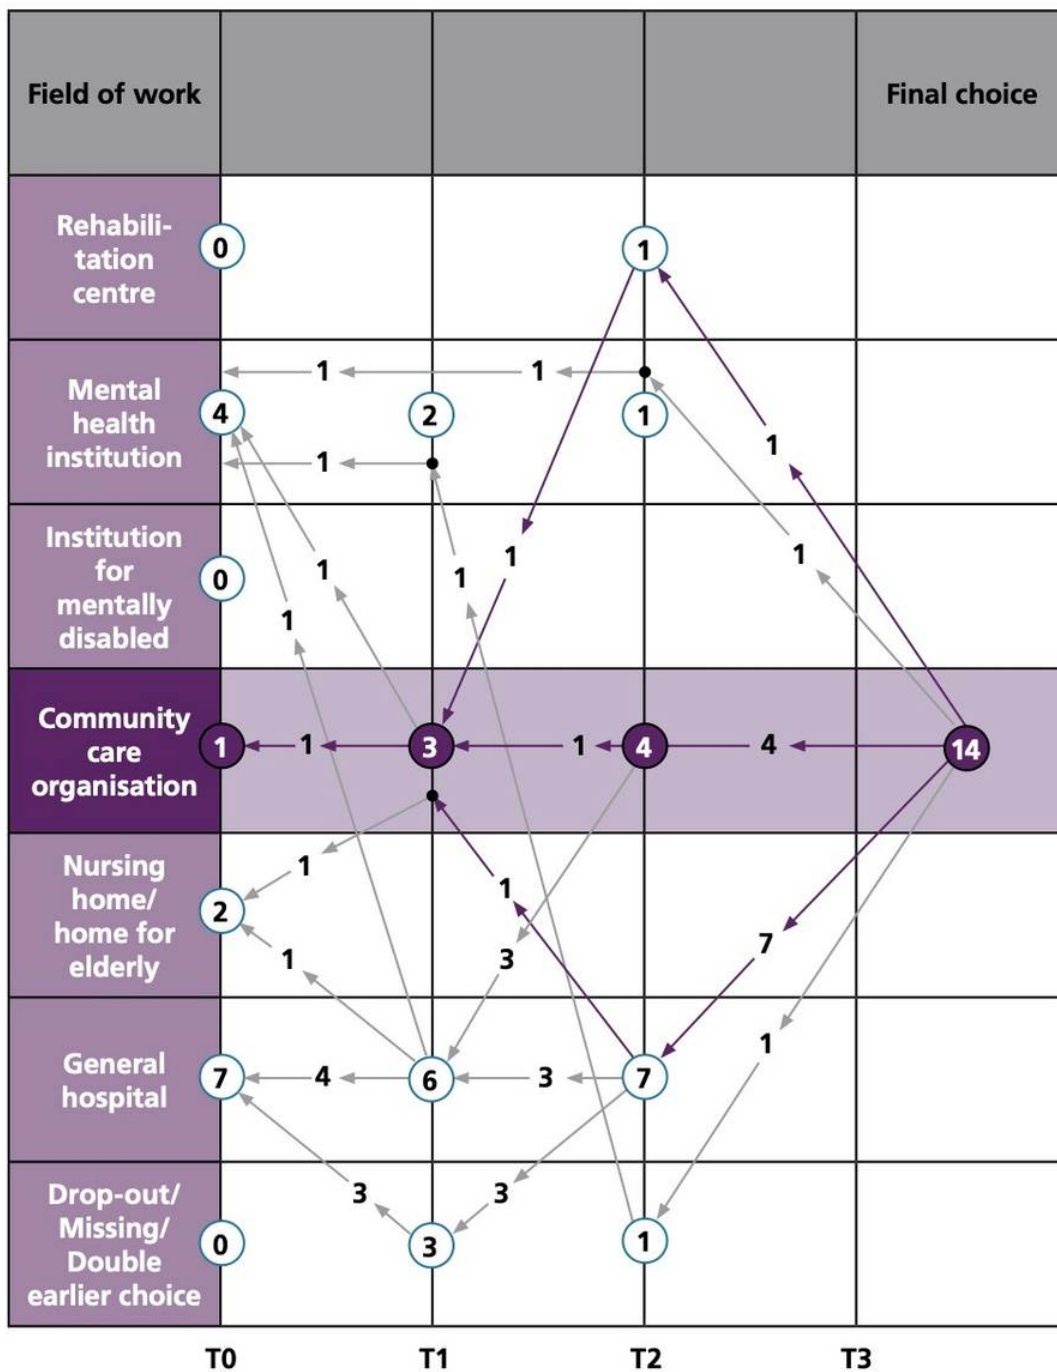 Field of work
Final choice
Rehabili-
tation
centre
0
1
1
Mental
health
institution
1
1
4
2
1
1
1
Institution
for
mentally
disabled
0
1
1
1
1
1
Community
care
organisation
1
1
3
1
4
4
14
Nursing
home/
home for
elderly
1
2
1
1
3
7
General
hospital
7
4
6
3
7
1
Drop-out/
Missing/
Double
earlier choice
0
3
3
3
1
T0
T1
T2
T3